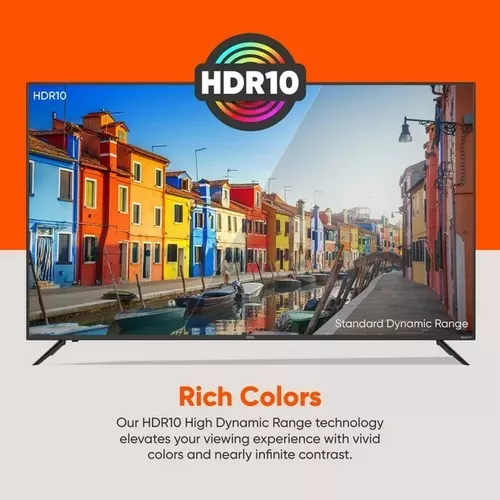 HDR10
HDR10
Standard Dynamic Range
Rich Colors
Our HDR10 High Dynamic Range technology
elevates your viewing experience with vivid
colors and nearly infinite contrast.